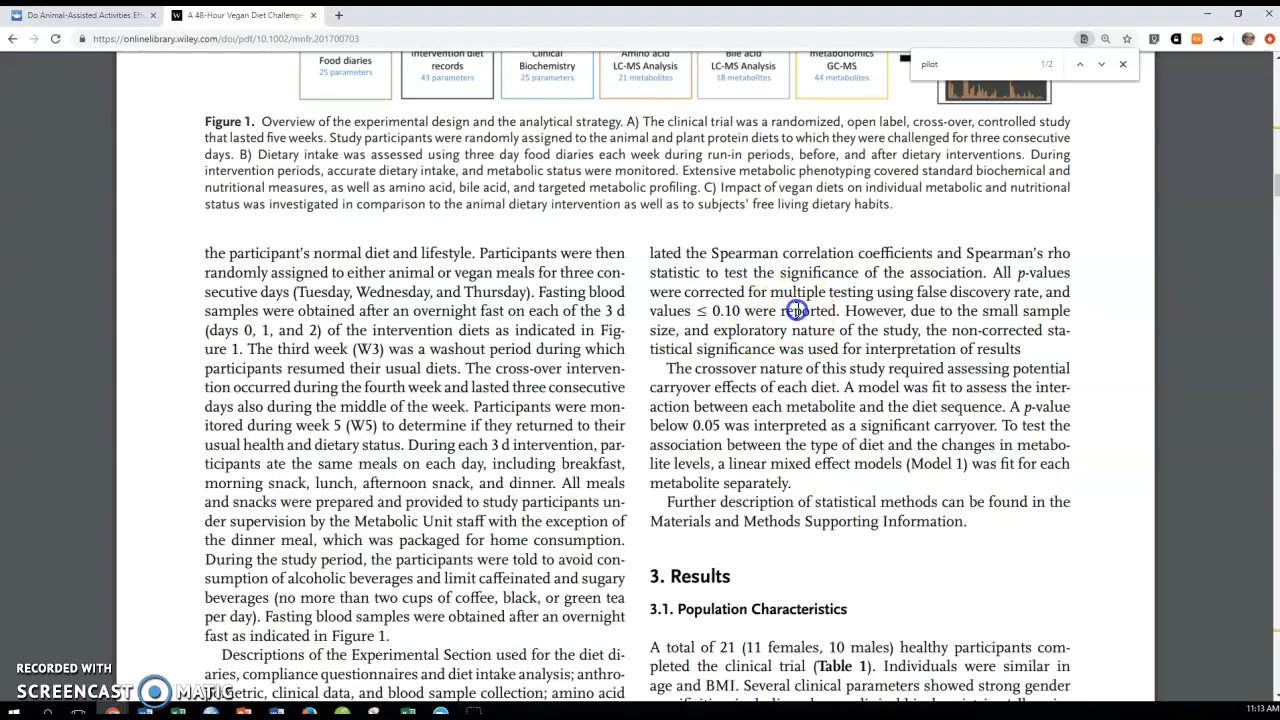 Do Animal-Assisted Activities Eff
A 48-Hour Vegan Diet Challenge
https://onlinelibrary.wiley.com/doi/pdf/10.1002/mnfr.201700703
pilot
1/2
Food diaries
25 parameters
Intervention diet
records
43 parameters
Clinical
Biochemistry
25 parameters
Amino acid
LC-MS Analysis
21 metabolites
Bile acid
LC-MS Analysis
18 metabolites
metabonomics
GC-MS
44 metabolites
Figure 1. Overview of the experimental design and the analytical strategy. A) The clinical trial was a randomized, open label, cross-over, controlled study
that lasted five weeks. Study participants were randomly assigned to the animal and plant protein diets to which they were challenged for three consecutive
days. B) Dietary intake was assessed using three day food diaries each week during run-in periods, before, and after dietary interventions. During
intervention periods, accurate dietary intake, and metabolic status were monitored. Extensive metabolic phenotyping covered standard biochemical and
nutritional measures, as well as amino acid, bile acid, and targeted metabolic profiling. C) Impact of vegan diets on individual metabolic and nutritional
status was investigated in comparison to the animal dietary intervention as well as to subjects' free living dietary habits.
the participant's normal diet and lifestyle. Participants were then
randomly assigned to either animal or vegan meals for three con-
secutive days (Tuesday, Wednesday, and Thursday). Fasting blood
samples were obtained after an overnight fast on each of the 3 d
(days 0, 1, and 2) of the intervention diets as indicated in Fig-
ure 1. The third week (W3) was a washout period during which
participants resumed their usual diets. The cross-over interven-
tion occurred during the fourth week and lasted three consecutive
days also during the middle of the week. Participants were mon-
itored during week 5 (W5) to determine if they returned to their
usual health and dietary status. During each 3 d intervention, par-
ticipants ate the same meals on each day, including breakfast,
morning snack, lunch, afternoon snack, and dinner. All meals
and snacks were prepared and provided to study participants un-
der supervision by the Metabolic Unit staff with the exception of
the dinner meal, which was packaged for home consumption.
During the study period, the participants were told to avoid con-
sumption of alcoholic beverages and limit caffeinated and sugary
beverages (no more than two cups of coffee, black, or green tea
per day). Fasting blood samples were obtained after an overnight
fast as indicated in Figure 1.
Descriptions of the Experimental Section used for the diet di-
aries, compliance questionnaires and diet intake analysis; anthro-
metric, clinical data, and blood sample collection; amino acid
lated the Spearman correlation coefficients and Spearman's rho
statistic to test the significance of the association. All p-values
were corrected for multiple testing using false discovery rate, and
values ≤ 0.10 were reported. However, due to the small sample
size, and exploratory nature of the study, the non-corrected sta-
tistical significance was used for interpretation of results
The crossover nature of this study required assessing potential
carryover effects of each diet. A model was fit to assess the inter-
action between each metabolite and the diet sequence. A p-value
below 0.05 was interpreted as a significant carryover. To test the
association between the type of diet and the changes in metabo-
lite levels, a linear mixed effect models (Model 1) was fit for each
metabolite separately.
Further description of statistical methods can be found in the
Materials and Methods Supporting Information.
3. Results
3.1. Population Characteristics
A total of 21 (11 females, 10 males) healthy participants com-
pleted the clinical trial (Table 1). Individuals were similar in
age and BMI. Several clinical parameters showed strong gender
RECORDED WITH
SCREENCAST MATIC
11:13 AM